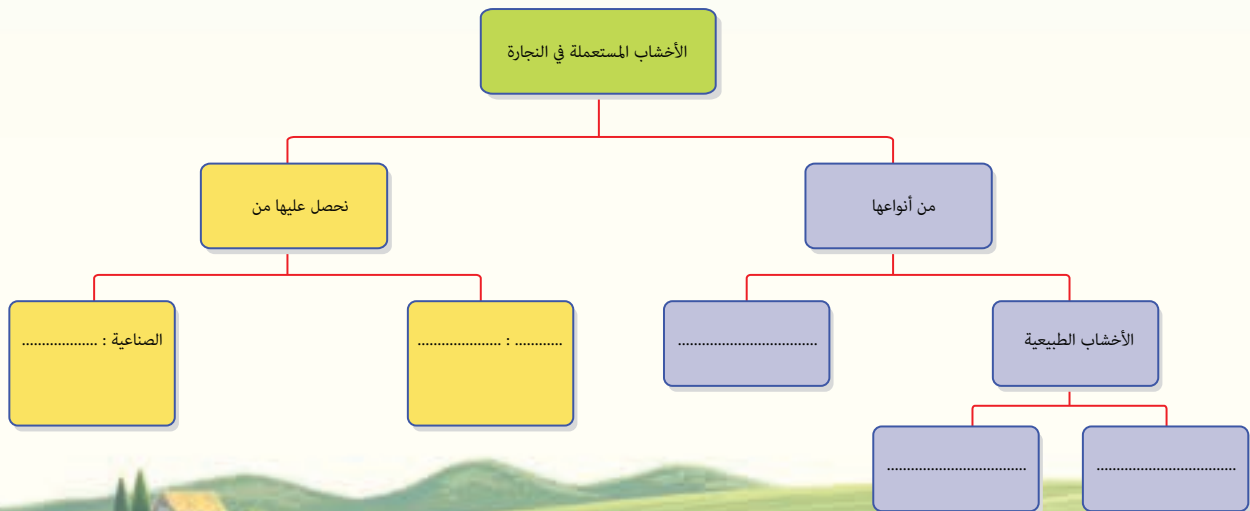 الأخشاب المستعملة في النجارة
من أنواعها
نحصل عليها من
الأخشاب الطبيعية
...................................
............ : .....................
الصناعية : ...................
...................................
...................................